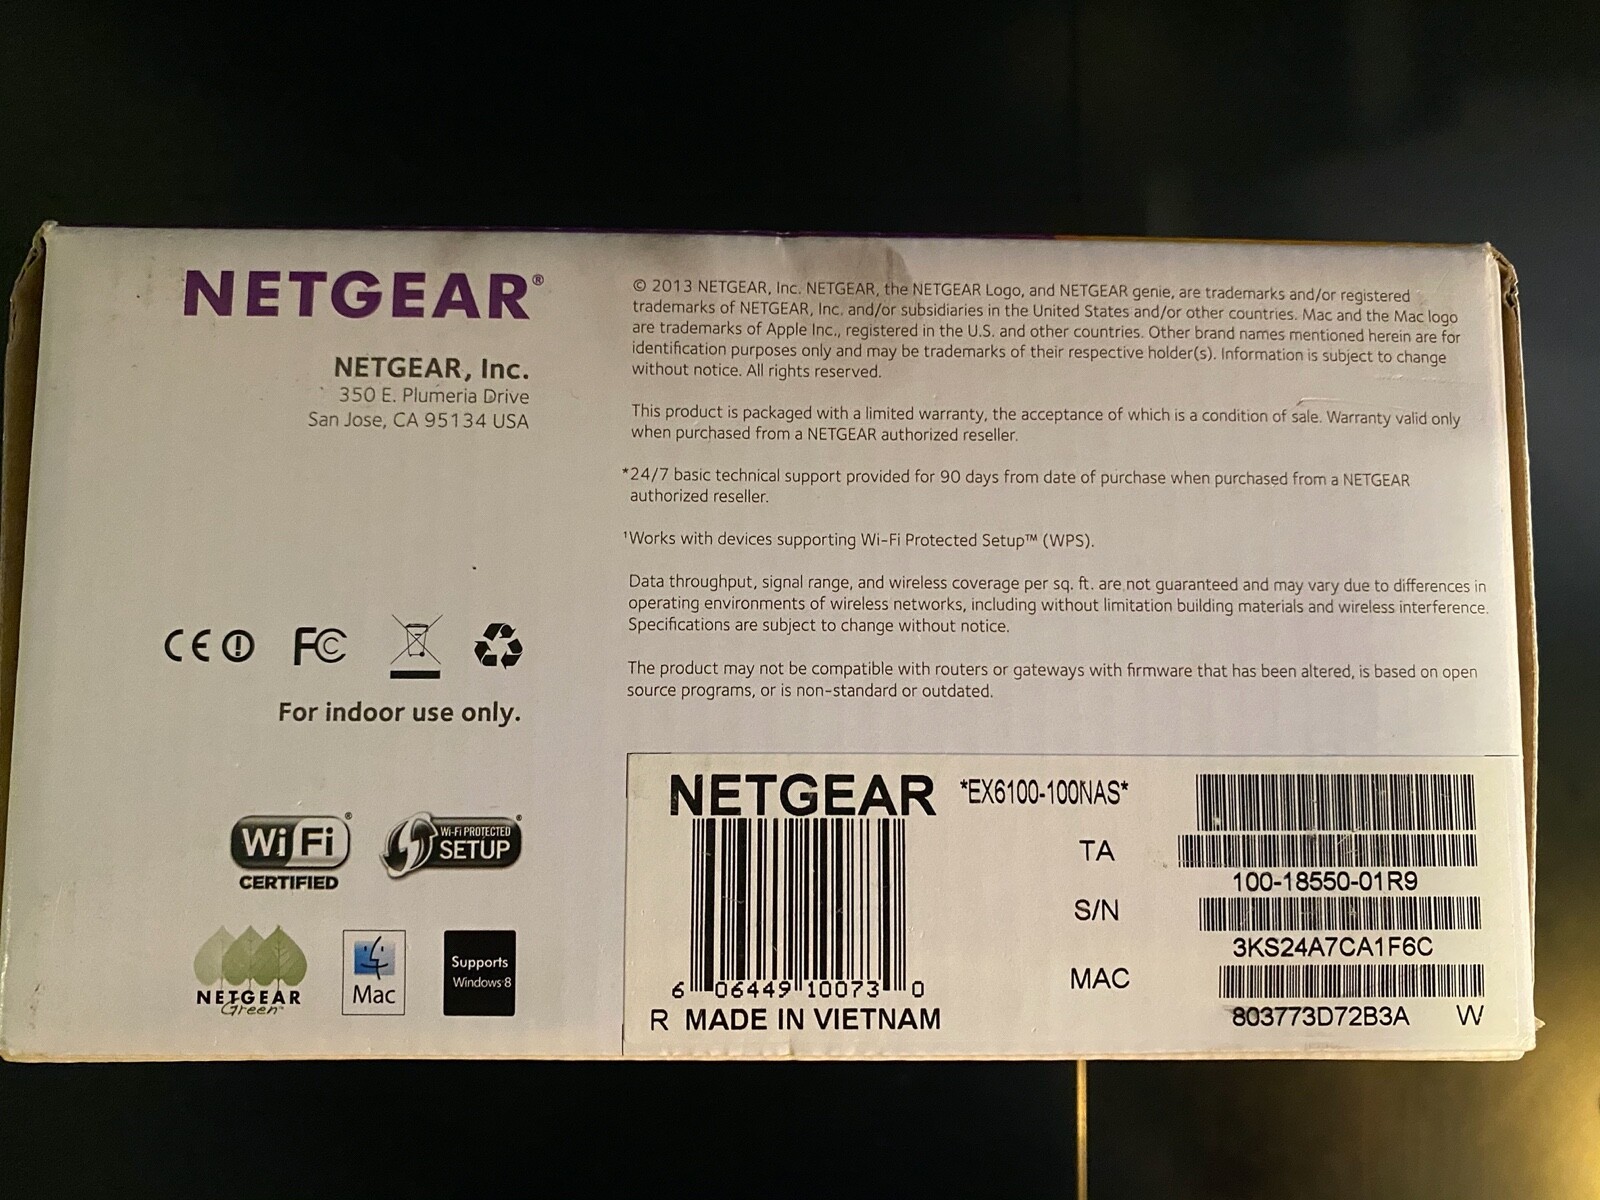 NETGEAR®
NETGEAR, Inc.
350 E. Plumeria Drive
San Jose, CA 95134 USA
CE FC
For indoor use only.
Wi Fi®
CERTIFIED
Wi-Fi PROTECTED®
SETUP
NETGEAR
Green™
Mac
Supports
Windows 8
© 2013 NETGEAR, Inc. NETGEAR, the NETGEAR Logo, and NETGEAR genie, are trademarks and/or registered
trademarks of NETGEAR, Inc. and/or subsidiaries in the United States and/or other countries. Mac and the Mac logo
are trademarks of Apple Inc., registered in the U.S. and other countries. Other brand names mentioned herein are for
identification purposes only and may be trademarks of their respective holder(s). Information is subject to change
without notice. All rights reserved.
This product is packaged with a limited warranty, the acceptance of which is a condition of sale. Warranty valid only
when purchased from a NETGEAR authorized reseller.
*24/7 basic technical support provided for 90 days from date of purchase when purchased from a NETGEAR
authorized reseller.
¹Works with devices supporting Wi-Fi Protected Setup™ (WPS).
Data throughput, signal range, and wireless coverage per sq. ft. are not guaranteed and may vary due to differences in
operating environments of wireless networks, including without limitation building materials and wireless interference.
Specifications are subject to change without notice.
The product may not be compatible with routers or gateways with firmware that has been altered, is based on open
source programs, or is non-standard or outdated.
NETGEAR *EX6100-100NAS*
6 06449 10073 0
R MADE IN VIETNAM
TA
100-18550-01R9
S/N
3KS24A7CA1F6C
MAC
803773D72B3A W